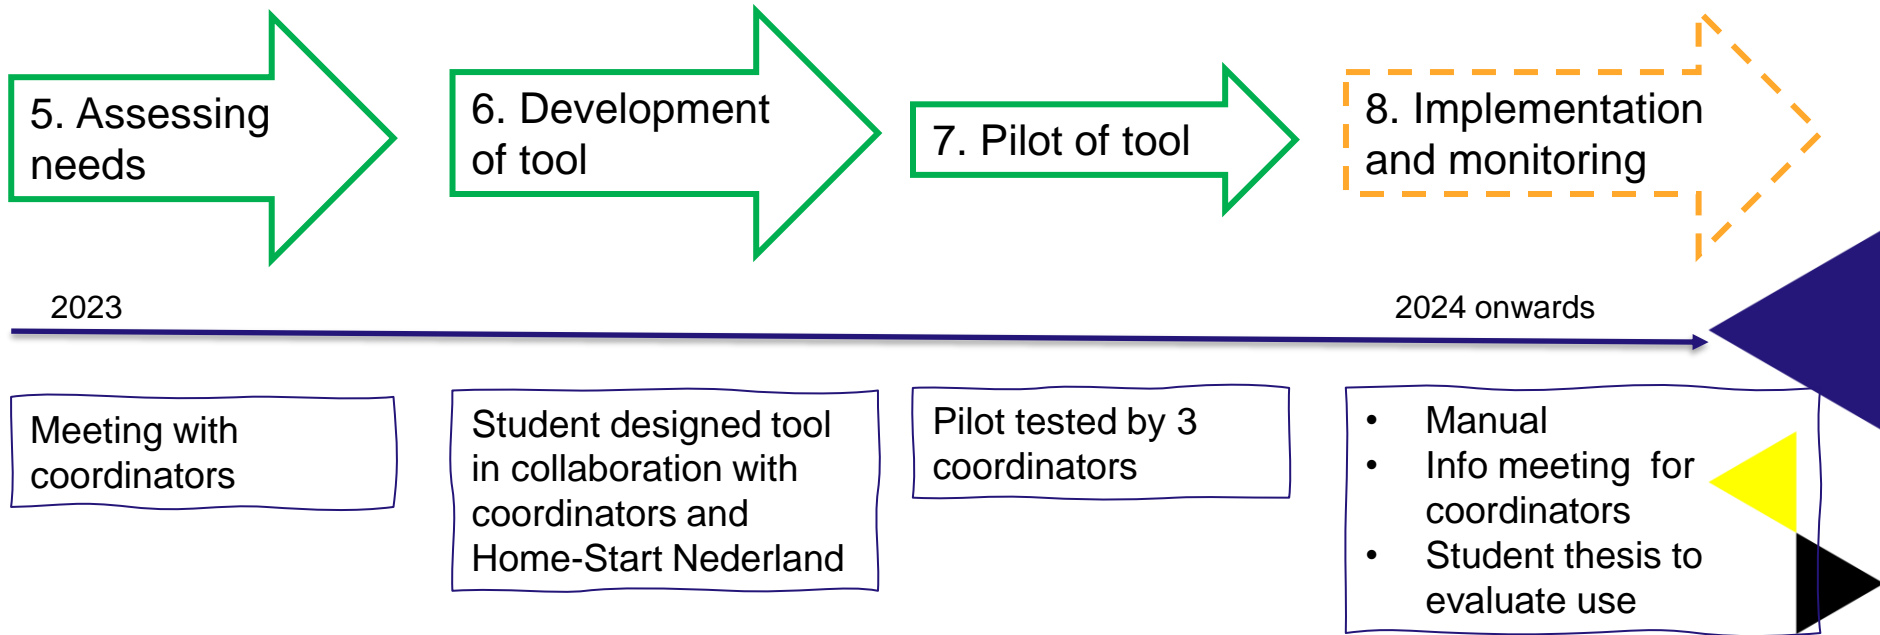 5. Assessing
needs
6. Development
of tool
7. Pilot of tool
8. Implementation
and monitoring
2023
2024 onwards
Meeting with
coordinators
Student designed tool
in collaboration with
coordinators and
Home-Start Nederland
Pilot tested by 3
coordinators
• Manual
• Info meeting for
coordinators
• Student thesis to
evaluate use